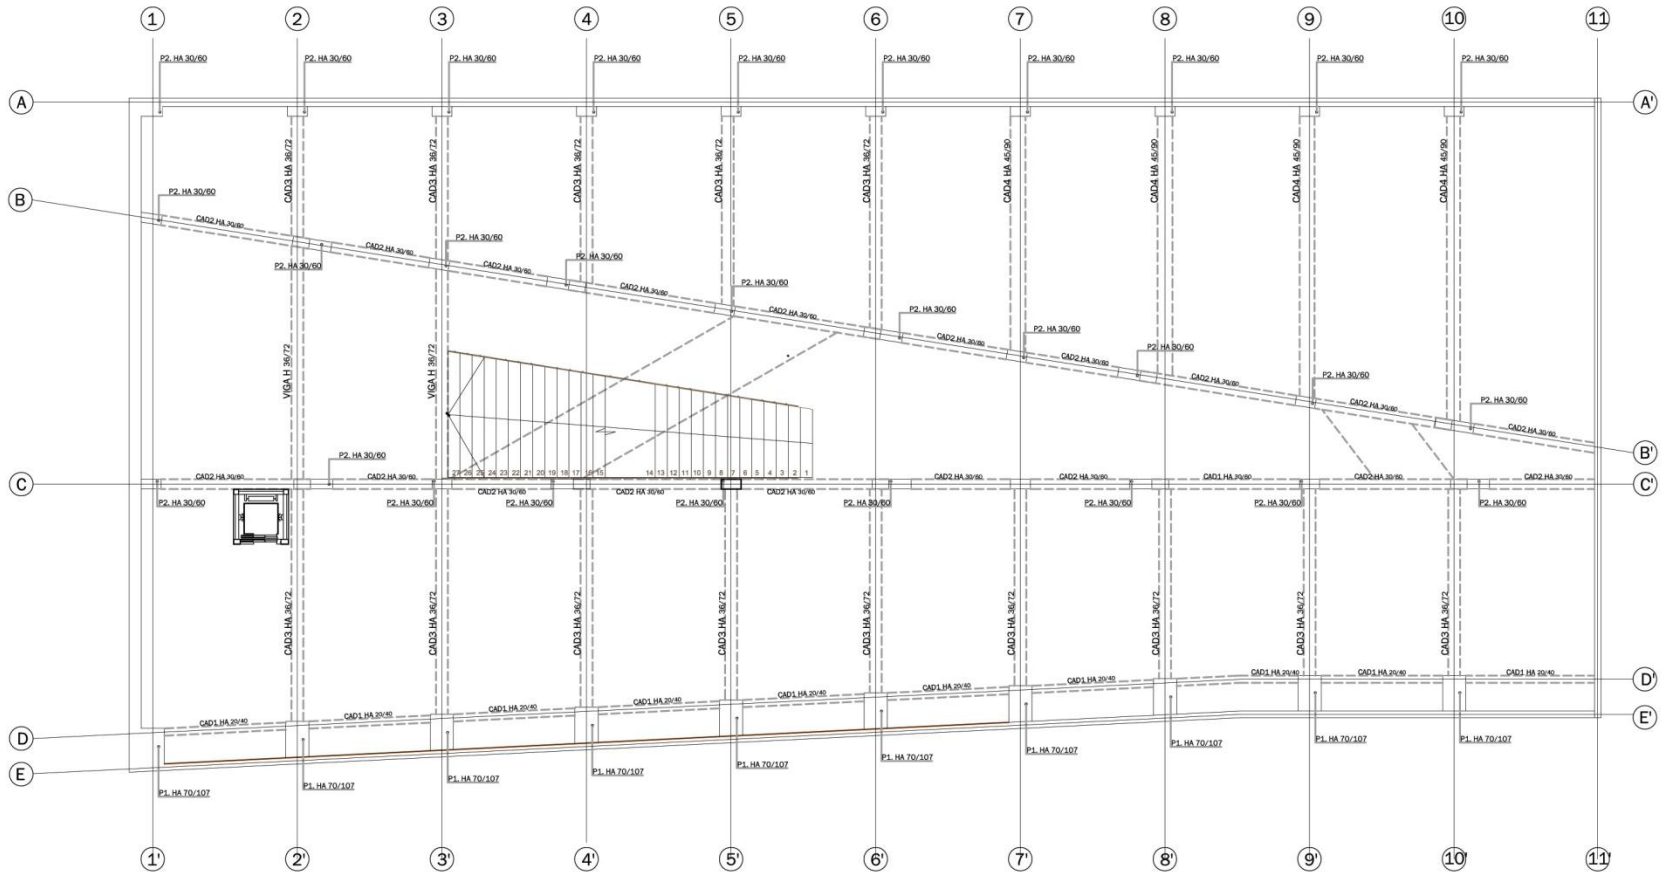 1 2 3 4 5 6 7 8 9 10 11
P2. HA 30/60 P2. HA 30/60 P2. HA 30/60 P2. HA 30/60 P2. HA 30/60 P2. HA 30/60 P2. HA 30/60 P2. HA 30/60 P2. HA 30/60 P2. HA 30/60
A A'
CAD3 HA 36/72 CAD3 HA 36/72 CAD3 HA 36/72 CAD3 HA 36/72 CAD3 HA 36/72 CAD4 HA 45/90 CAD4 HA 45/90 CAD4 HA 45/90 CAD4 HA 45/90
P2. HA 30/60
B
CAD2 HA 30/60
P2. HA 30/60
CAD2 HA 30/60
P2. HA 30/60
P2. HA 30/60
CAD2 HA 30/60
P2. HA 30/60
CAD2 HA 30/60
P2. HA 30/60
CAD2 HA 30/60
P2. HA 30/60
CAD2 HA 30/60
P2. HA 30/60
CAD2 HA 30/60
P2. HA 30/60
CAD2 HA 30/60
P2. HA 30/60
CAD2 HA 30/60
P2. HA 30/60
CAD2 HA 30/60
B'
VIGA H 36/72 VIGA H 36/72
P2. HA 30/60
27 26 25 24 23 22 21 20 19 18 17 16 15 14 13 12 11 10 9 8 7 6 5 4 3 2 1
C CAD2 HA 30/60 CAD2 HA 30/60 CAD2 HA 30/60 CAD2 HA 30/60 CAD1 HA 30/60 CAD2 HA 30/60 C'
CAD2 HA 30/60 CAD2 HA 30/60 CAD2 HA 30/60
P2. HA 30/60 P2. HA 30/60 P2. HA 30/60 P2. HA 30/60 P2. HA 30/60 P2. HA 30/60 P2. HA 30/60 P2. HA 30/60
CAD3 HA 36/72 CAD3 HA 36/72 CAD3 HA 36/72 CAD3 HA 36/72 CAD3 HA 36/72 CAD3 HA 36/72 CAD3 HA 36/72 CAD3 HA 36/72 CAD3 HA 36/72
CAD1 HA 20/40 CAD1 HA 20/40 CAD1 HA 20/40 CAD1 HA 20/40 CAD1 HA 20/40 CAD1 HA 20/40 CAD1 HA 20/40 CAD1 HA 20/40 CAD1 HA 20/40 CAD1 HA 20/40
D'
E'
D
E
P1. HA 70/107 P1. HA 70/107 P1. HA 70/107 P1. HA 70/107 P1. HA 70/107 P1. HA 70/107 P1. HA 70/107 P1. HA 70/107 P1. HA 70/107 P1. HA 70/107
1' 2' 3' 4' 5' 6' 7' 8' 9' 10' 11'